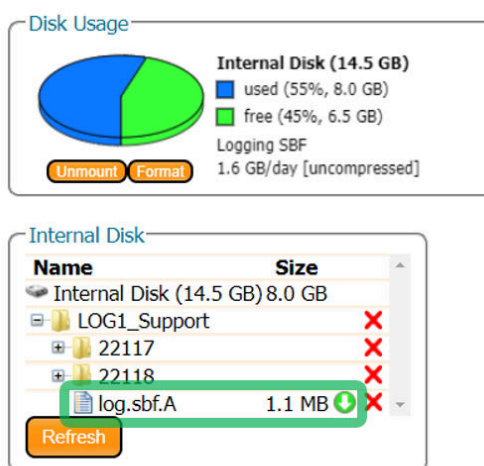 Disk Usage
Internal Disk (14.5 GB)
used (55%, 8.0 GB)
free (45%, 6.5 GB)
Logging SBF
1.6 GB/day [uncompressed]
Unmount Format
Internal Disk
Name Size
Internal Disk (14.5 GB) 8.0 GB
LOG1_Support
22117
22118
log.sbf.A 1.1 MB
Refresh